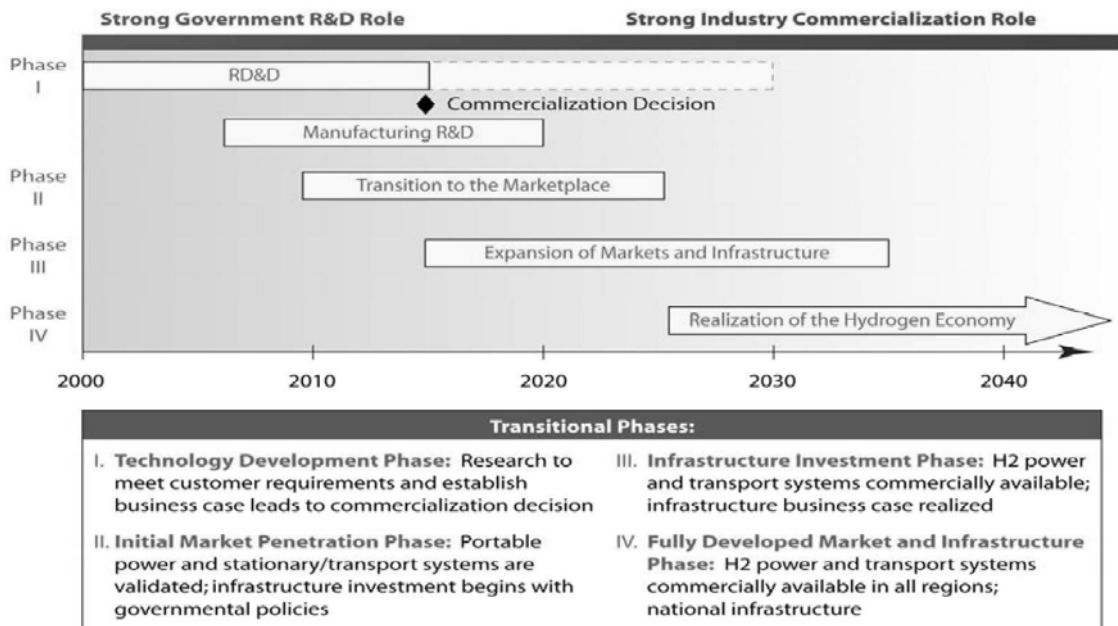 Strong Government R&D Role
Strong Industry Commercialization Role
Phase
I
RD&D
Commercialization Decision
Manufacturing R&D
Phase
II
Transition to the Marketplace
Phase
III
Expansion of Markets and Infrastructure
Phase
IV
Realization of the Hydrogen Economy
2000
2010
2020
2030
2040
Transitional Phases:
I. Technology Development Phase: Research to
meet customer requirements and establish
business case leads to commercialization decision
II. Initial Market Penetration Phase: Portable
power and stationary/transport systems are
validated; infrastructure investment begins with
governmental policies
III. Infrastructure Investment Phase: H2 power
and transport systems commercially available;
infrastructure business case realized
IV. Fully Developed Market and Infrastructure
Phase: H2 power and transport systems
commercially available in all regions;
national infrastructure